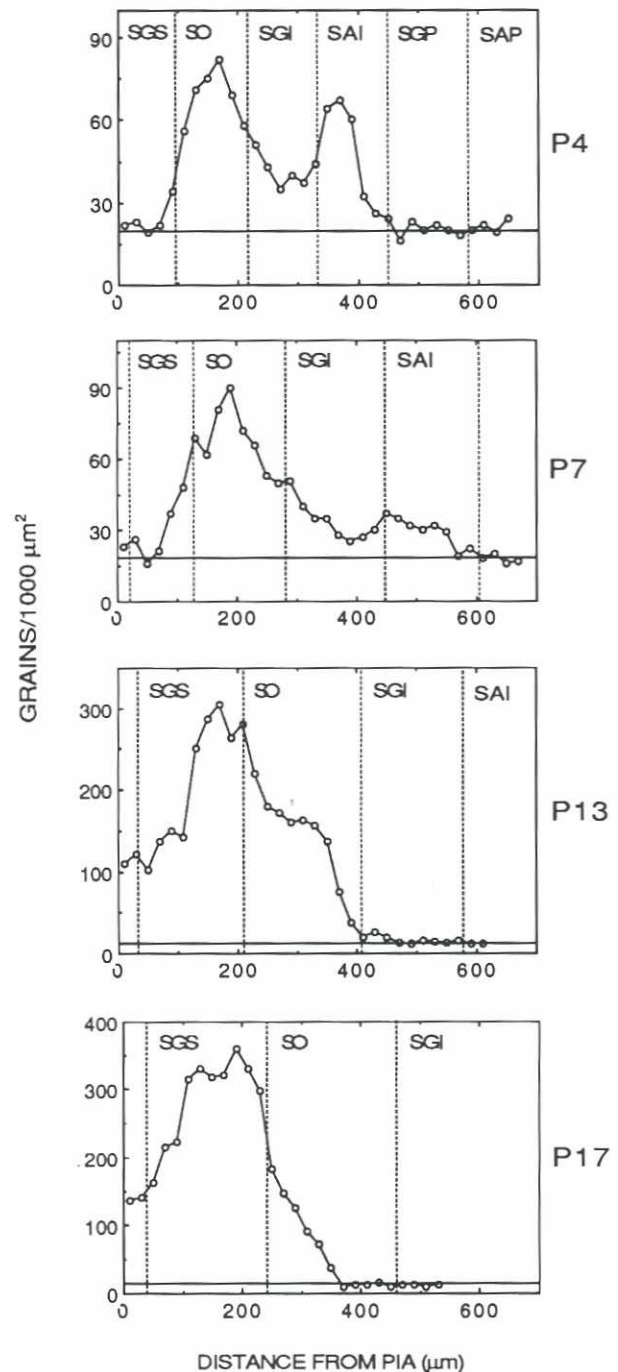 SGS SO SGI SAI SGP SAP
90
60
30
0
0 200 400 600
P4
SGS SO SGI SAI
90
60
30
0
0 200 400 600
P7
SGS SO SGI SAI
300
200
100
0
0 200 400 600
P13
SGS SO SGI
400
300
200
100
0
0 200 400 600
P17
GRAINS/1000 μm²
DISTANCE FROM PIA (μm)